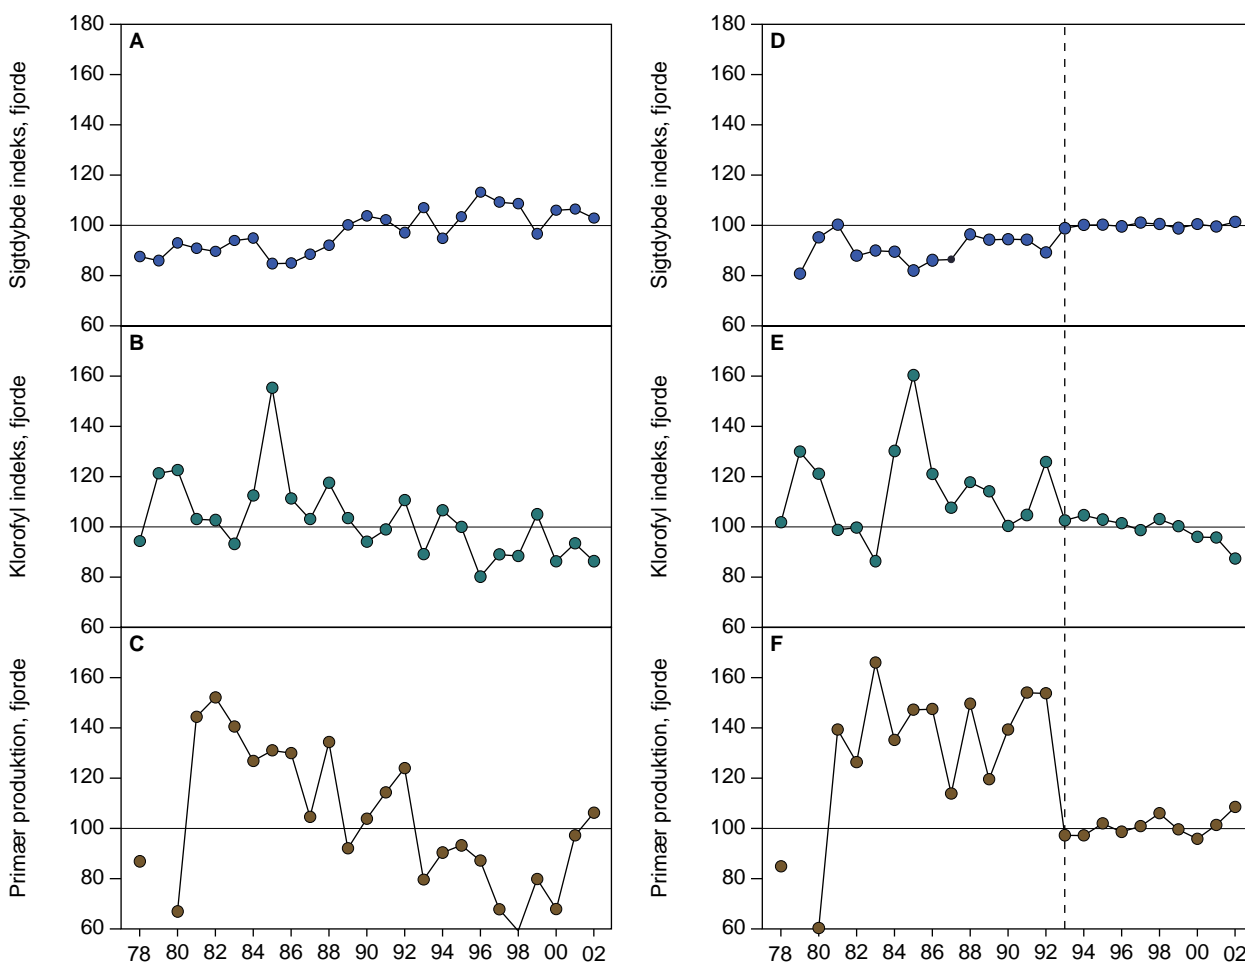 A
Sigtdybde indeks, fjorde
180
160
140
120
100
80
60
B
Klorofyl indeks, fjorde
160
140
120
100
80
60
C
Primær produktion, fjorde
160
140
120
100
80
60
78 80 82 84 86 88 90 92 94 96 98 00 02
D
Sigtdybde indeks, fjorde
180
160
140
120
100
80
60
E
Klorofyl indeks, fjorde
160
140
120
100
80
60
F
Primær produktion, fjorde
160
140
120
100
80
60
78 80 82 84 86 88 90 92 94 96 98 00 02